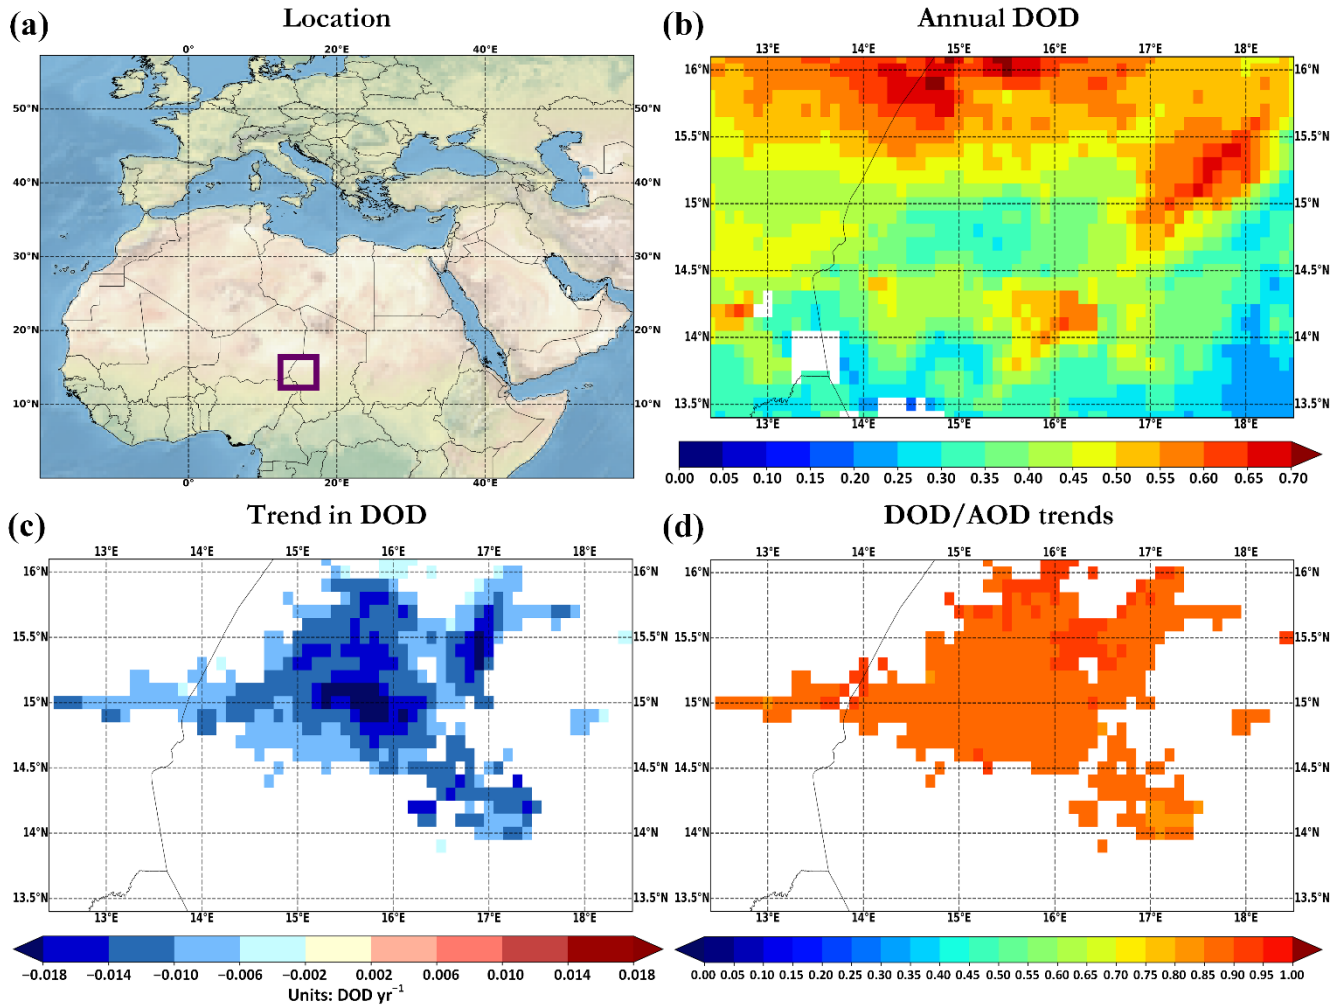 (a) Location
0° 20°E 40°E
50°N 50°N
40°N 40°N
30°N 30°N
20°N 20°N
10°N 10°N
0° 20°E 40°E
(b) Annual DOD
13°E 14°E 15°E 16°E 17°E 18°E
16°N 16°N
15.5°N 15.5°N
15°N 15°N
14.5°N 14.5°N
14°N 14°N
13.5°N 13.5°N
13°E 14°E 15°E 16°E 17°E 18°E
0.00 0.05 0.10 0.15 0.20 0.25 0.30 0.35 0.40 0.45 0.50 0.55 0.60 0.65 0.70
(c) Trend in DOD
13°E 14°E 15°E 16°E 17°E 18°E
16°N 16°N
15.5°N 15.5°N
15°N 15°N
14.5°N 14.5°N
14°N 14°N
13.5°N 13.5°N
13°E 14°E 15°E 16°E 17°E 18°E
−0.018 −0.014 −0.010 −0.006 −0.002 0.002 0.006 0.010 0.014 0.018
Units: DOD yr⁻¹
(d) DOD/AOD trends
13°E 14°E 15°E 16°E 17°E 18°E
16°N 16°N
15.5°N 15.5°N
15°N 15°N
14.5°N 14.5°N
14°N 14°N
13.5°N 13.5°N
13°E 14°E 15°E 16°E 17°E 18°E
0.00 0.05 0.10 0.15 0.20 0.25 0.30 0.35 0.40 0.45 0.50 0.55 0.60 0.65 0.70 0.75 0.80 0.85 0.90 0.95 1.00